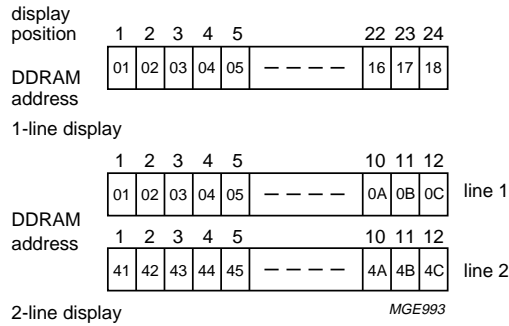 display
position 1 2 3 4 5 22 23 24
DDRAM
address
01 02 03 04 05 16 17 18
1-line display
1 2 3 4 5 10 11 12
01 02 03 04 05 0A 0B 0C line 1
DDRAM
address
1 2 3 4 5 10 11 12
41 42 43 44 45 4A 4B 4C line 2
2-line display
MGE993